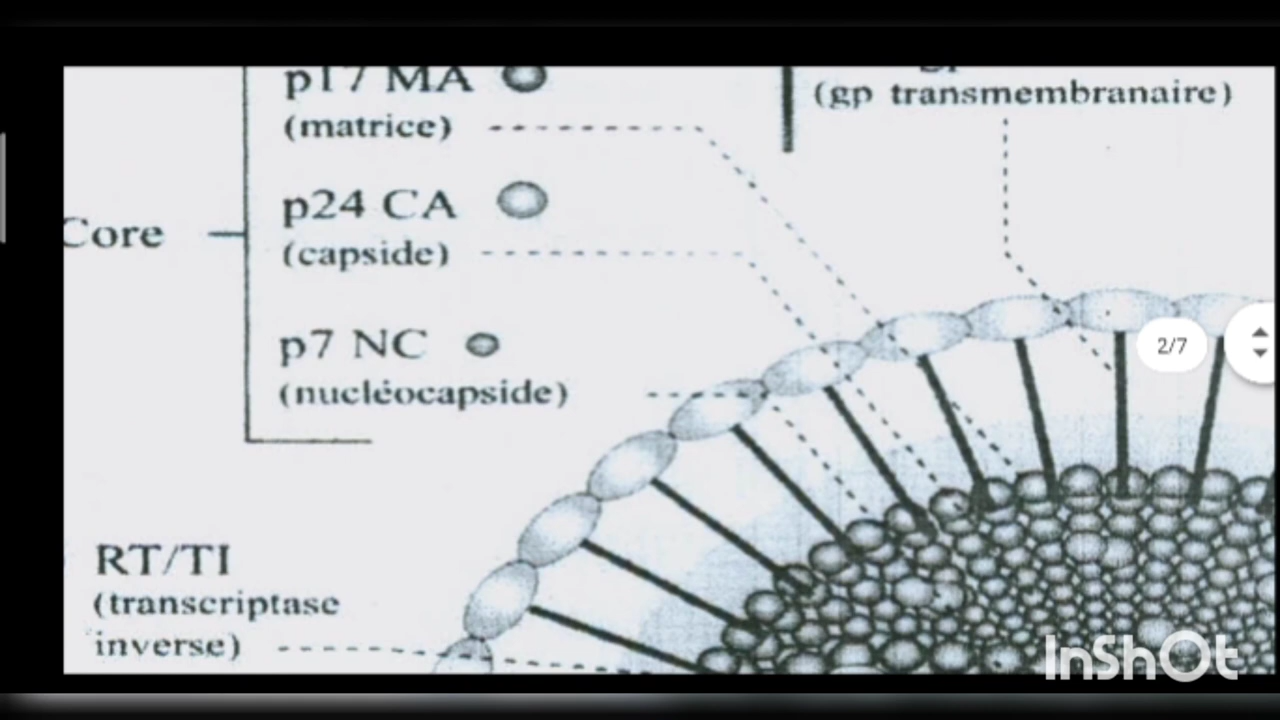 p17 MA
(gp transmembranaire)
(matrice)
p24 CA
Core
(capside)
2/7
p7 NC
(nucléocapside)
RT/TI
(transcriptase
inverse)
InShOt